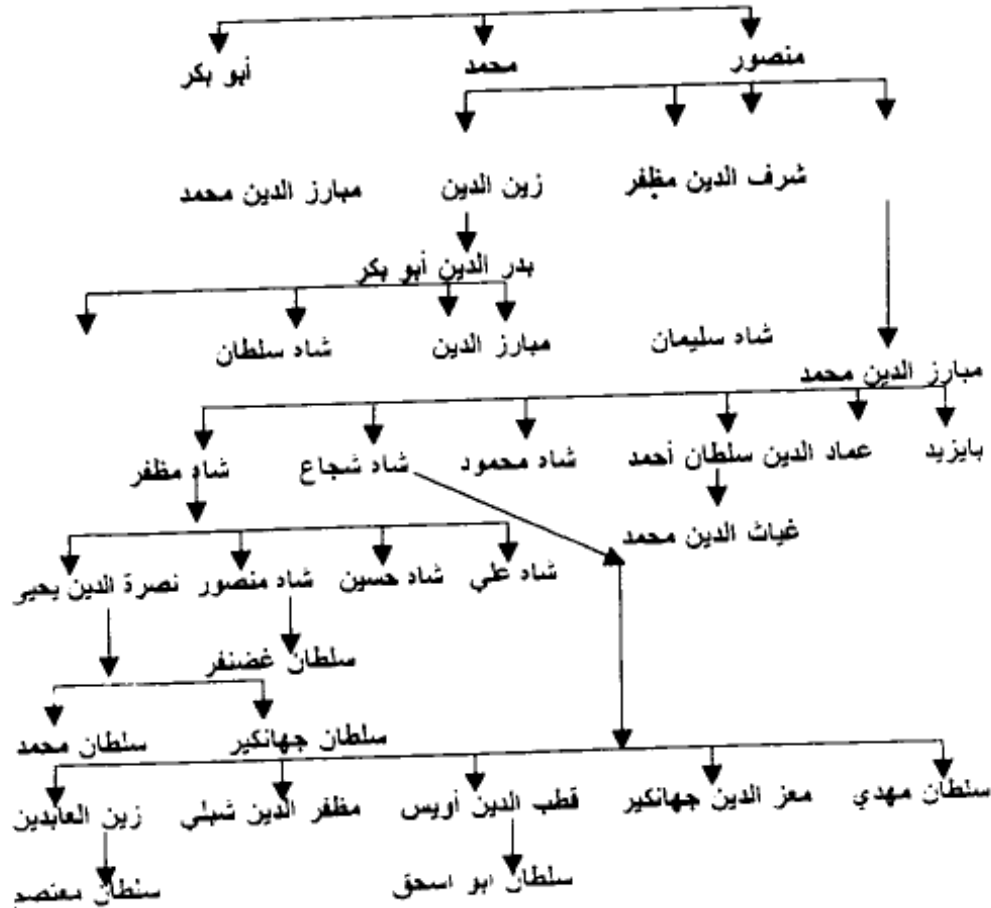 منصور محمد أبو بكر
شرف الدين مظفر زين الدين مبارز الدين محمد
بدر الدين أبو بكر
شاه سليمان مبارز الدين شاه سلطان
مبارز الدين محمد
بايزيد عماد الدين سلطان أحمد شاه محمود شاه شجاع شاه مظفر
غياث الدين محمد
شاه علي شاه حسين شاه منصور نصرة الدين يحيى
سلطان غضنفر
سلطان جهانكير سلطان محمد
سلطان مهدي معز الدين جهانكير قطب الدين أويس مظفر الدين شبلي زين العابدين
سلطان ابو اسحق سلطان معتصم